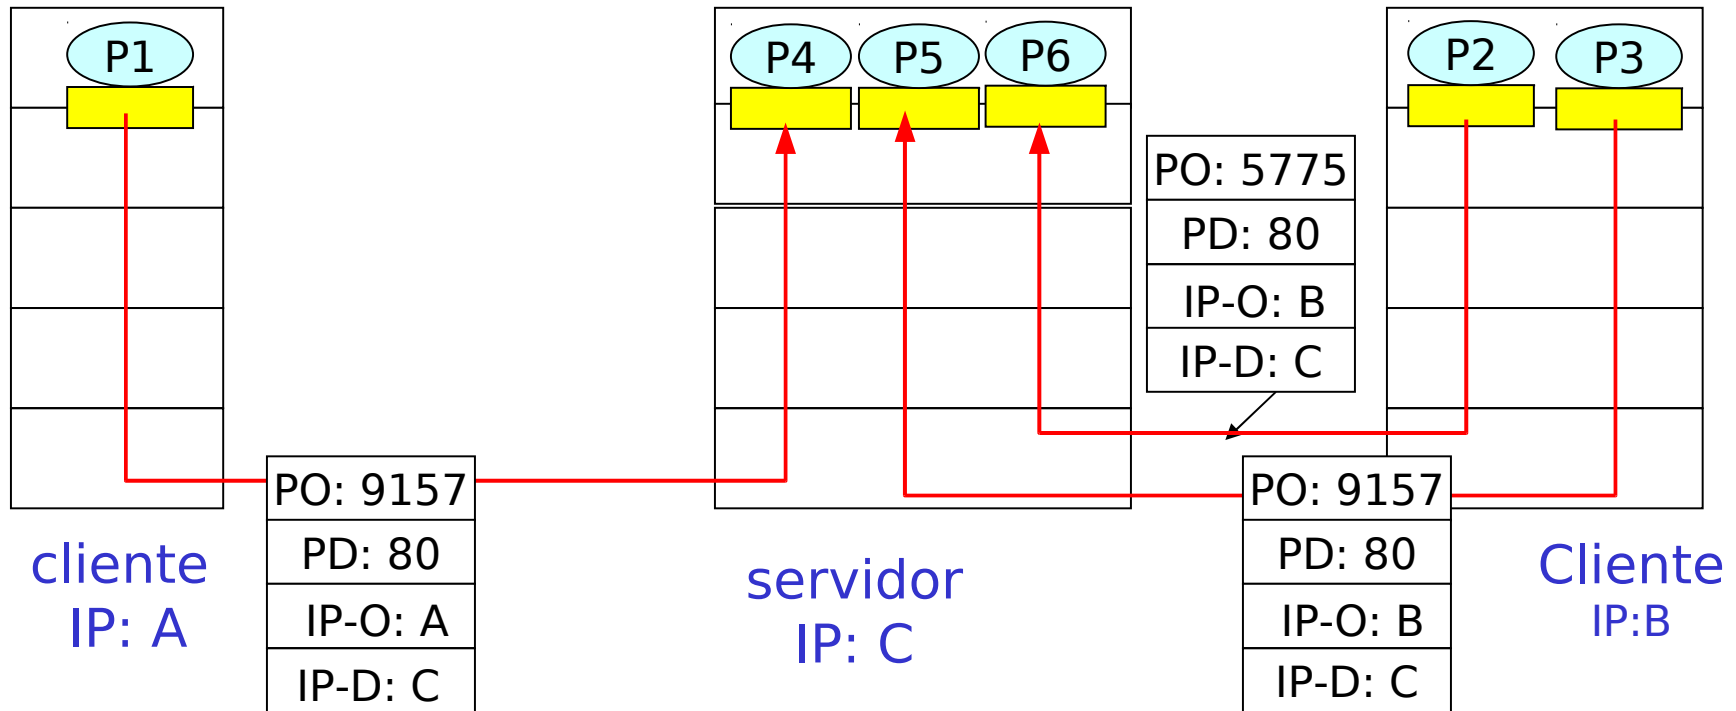 P1
P4
P5
P6
P2
P3
PO: 5775
PD: 80
IP-O: B
IP-D: C
PO: 9157
PD: 80
IP-O: A
IP-D: C
PO: 9157
PD: 80
IP-O: B
IP-D: C
cliente
IP: A
servidor
IP: C
Cliente
IP:B